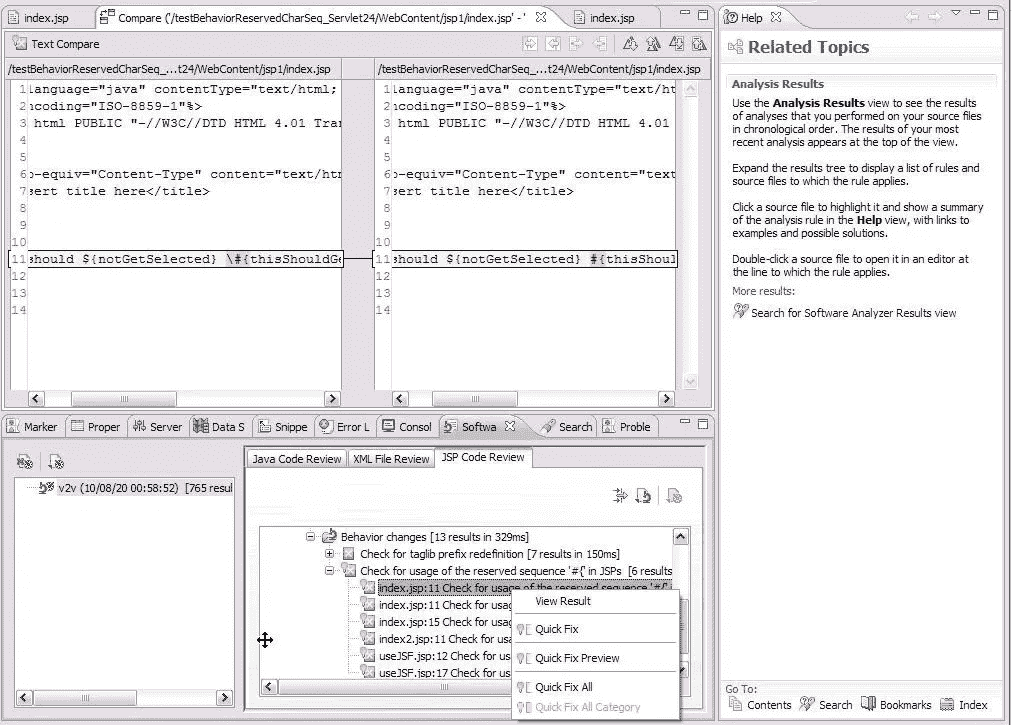 index.jsp
Compare ('/testBehaviorReservedCharSeq_Servlet24/WebContent/jsp1/index.jsp' - '
index.jsp
Text Compare
/testBehaviorReservedCharSeq_...t24/WebContent/jsp1/index.jsp
1 language="java" contentType="text/html;
2 ncoding="ISO-8859-1"%>
3 html PUBLIC "-//W3C//DTD HTML 4.01 Tran
4
5
6 p-equiv="Content-Type" content="text/htm
7 sert title here</title>
8
9
10
11 should ${notGetSelected} \#{thisShouldGe
12
13
14
/testBehaviorReservedCharSeq_...t24/WebContent/jsp1/index.jsp
1 language="java" contentType="text/ht
2 ncoding="ISO-8859-1"%>
3 html PUBLIC "-//W3C//DTD HTML 4.01
4
5
6 p-equiv="Content-Type" content="text
7 sert title here</title>
8
9
10
11 should ${notGetSelected} #{thisShoul
12
13
14
Marker Proper Server Data S Snippe Error L Consol Softwa Search Proble
v2v (10/08/20 00:58:52) [765 resul
Java Code Review XML File Review JSP Code Review
Behavior changes [13 results in 329ms]
Check for taglib prefix redefinition [7 results in 150ms]
Check for usage of the reserved sequence '#{' in JSPs [6 results
index.jsp:11 Check for usage of the reserved sequence '#{'
index.jsp:11 Check for usag
index.jsp:15 Check for usag
index2.jsp:11 Check for usa
useJSF.jsp:12 Check for us
useJSF.jsp:17 Check for us
View Result
Quick Fix
Quick Fix Preview
Quick Fix All
Quick Fix All Category
Help
Related Topics
Analysis Results
Use the Analysis Results view to see the results
of analyses that you performed on your source files
in chronological order. The results of your most
recent analysis appears at the top of the view.
Expand the results tree to display a list of rules and
source files to which the rule applies.
Click a source file to highlight it and show a summary
of the analysis rule in the Help view, with links to
examples and possible solutions.
Double-click a source file to open it in an editor at
the line to which the rule applies.
More results:
Search for Software Analyzer Results view
Go To:
Contents Search Bookmarks Index